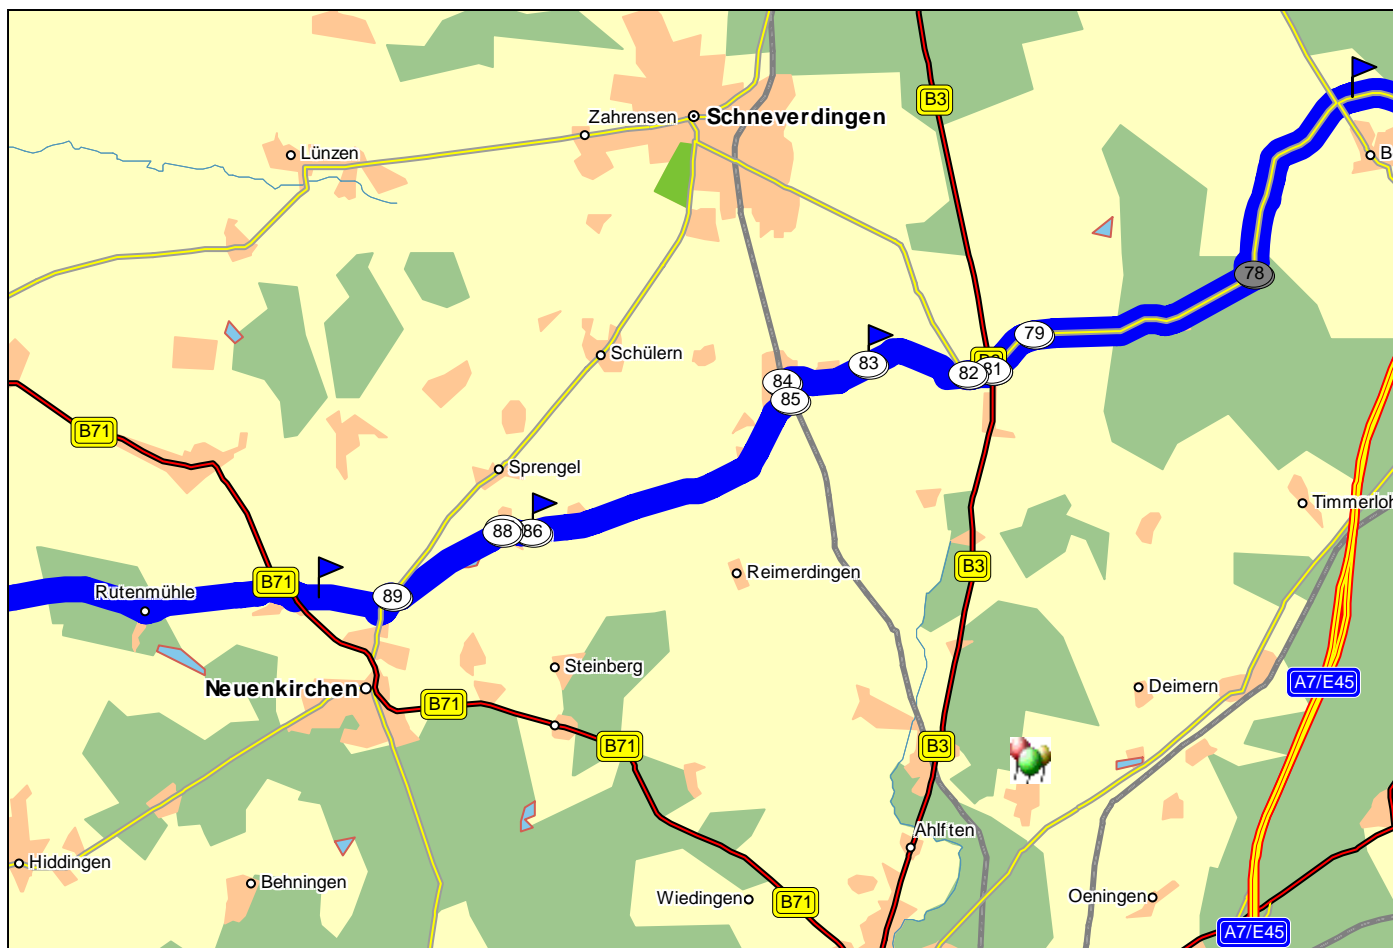 B3
Zahrensen
Schneverdingen
Lünzen
B
78
79
83
81
82
84
85
Schülern
B71
Sprengel
Timmerloh
88
86
B3
Reimerdingen
B71
Rutenmühle
89
Steinberg
Neuenkirchen
Deimern
A7/E45
B71
B71
B3
Ahlften
Hiddingen
Behningen
Wiedingen
B71
Oeningen
A7/E45